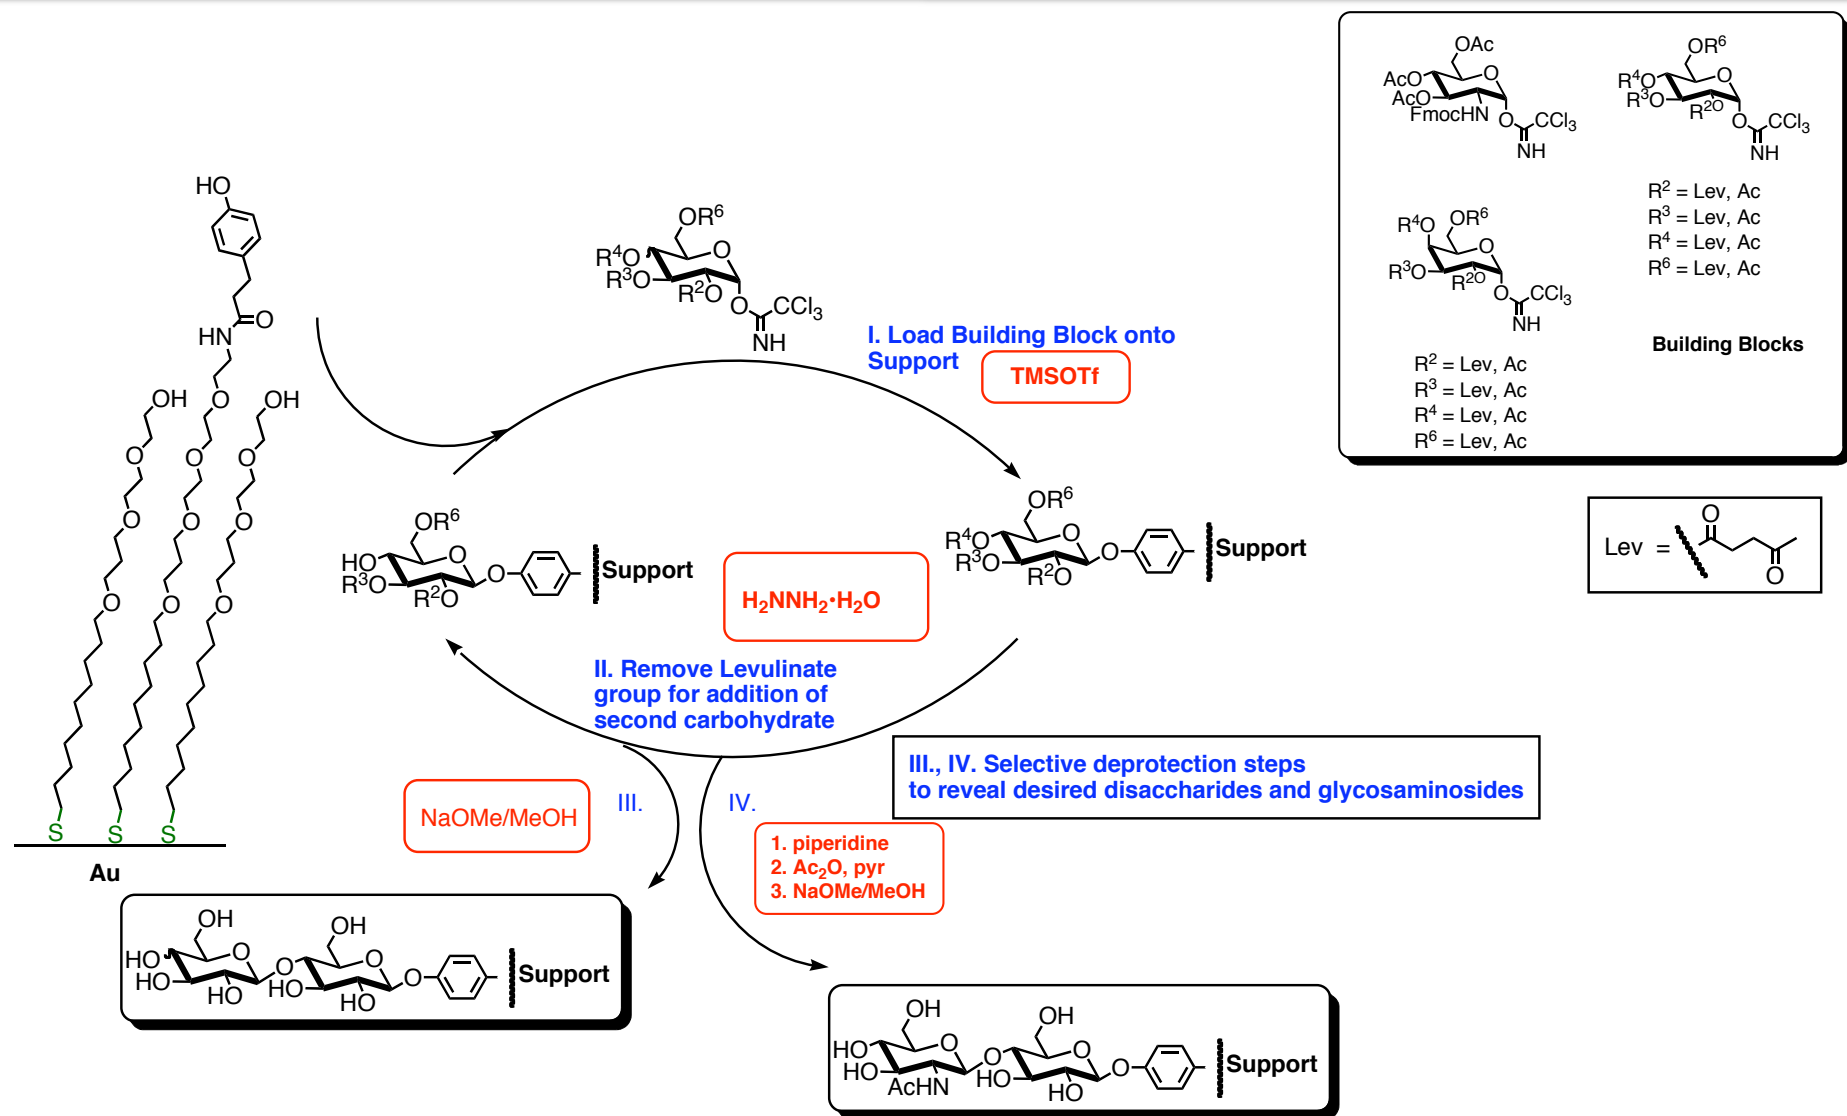 HO
O
HN
O
OH
O
OH
O
O
O
O
O
O
O
O
O
S
S
S
Au
OR6
R4O
O
R3O
R2O
O
CCl3
NH
I. Load Building Block onto
Support
TMSOTf
OAc
AcO
O
AcO
FmocHN
O
CCl3
NH
OR6
R4O
O
R3O
R2O
O
CCl3
NH
R2 = Lev, Ac
R3 = Lev, Ac
R4 = Lev, Ac
R6 = Lev, Ac
R4O
OR6
O
R3O
R2O
O
CCl3
NH
R2 = Lev, Ac
R3 = Lev, Ac
R4 = Lev, Ac
R6 = Lev, Ac
Building Blocks
Lev =
O
O
OR6
HO
O
R3O
R2O
O
Support
H2NNH2•H2O
OR6
R4O
O
R3O
R2O
O
Support
II. Remove Levulinate
group for addition of
second carbohydrate
III., IV. Selective deprotection steps
to reveal desired disaccharides and glycosaminosides
NaOMe/MeOH
III.
IV.
1. piperidine
2. Ac2O, pyr
3. NaOMe/MeOH
OH
HO
O
HO
HO
O
OH
O
HO
HO
O
Support
OH
HO
O
HO
AcHN
O
OH
O
HO
HO
O
Support